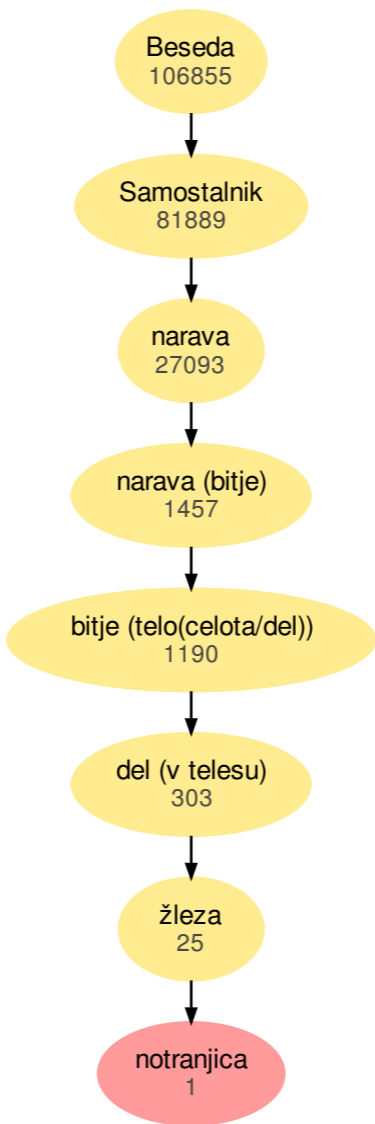 Beseda
106855
Samostalnik
81889
narava
27093
narava (bitje)
1457
bitje (telo(celota/del))
1190
del (v telesu)
303
žleza
25
notranjica
1